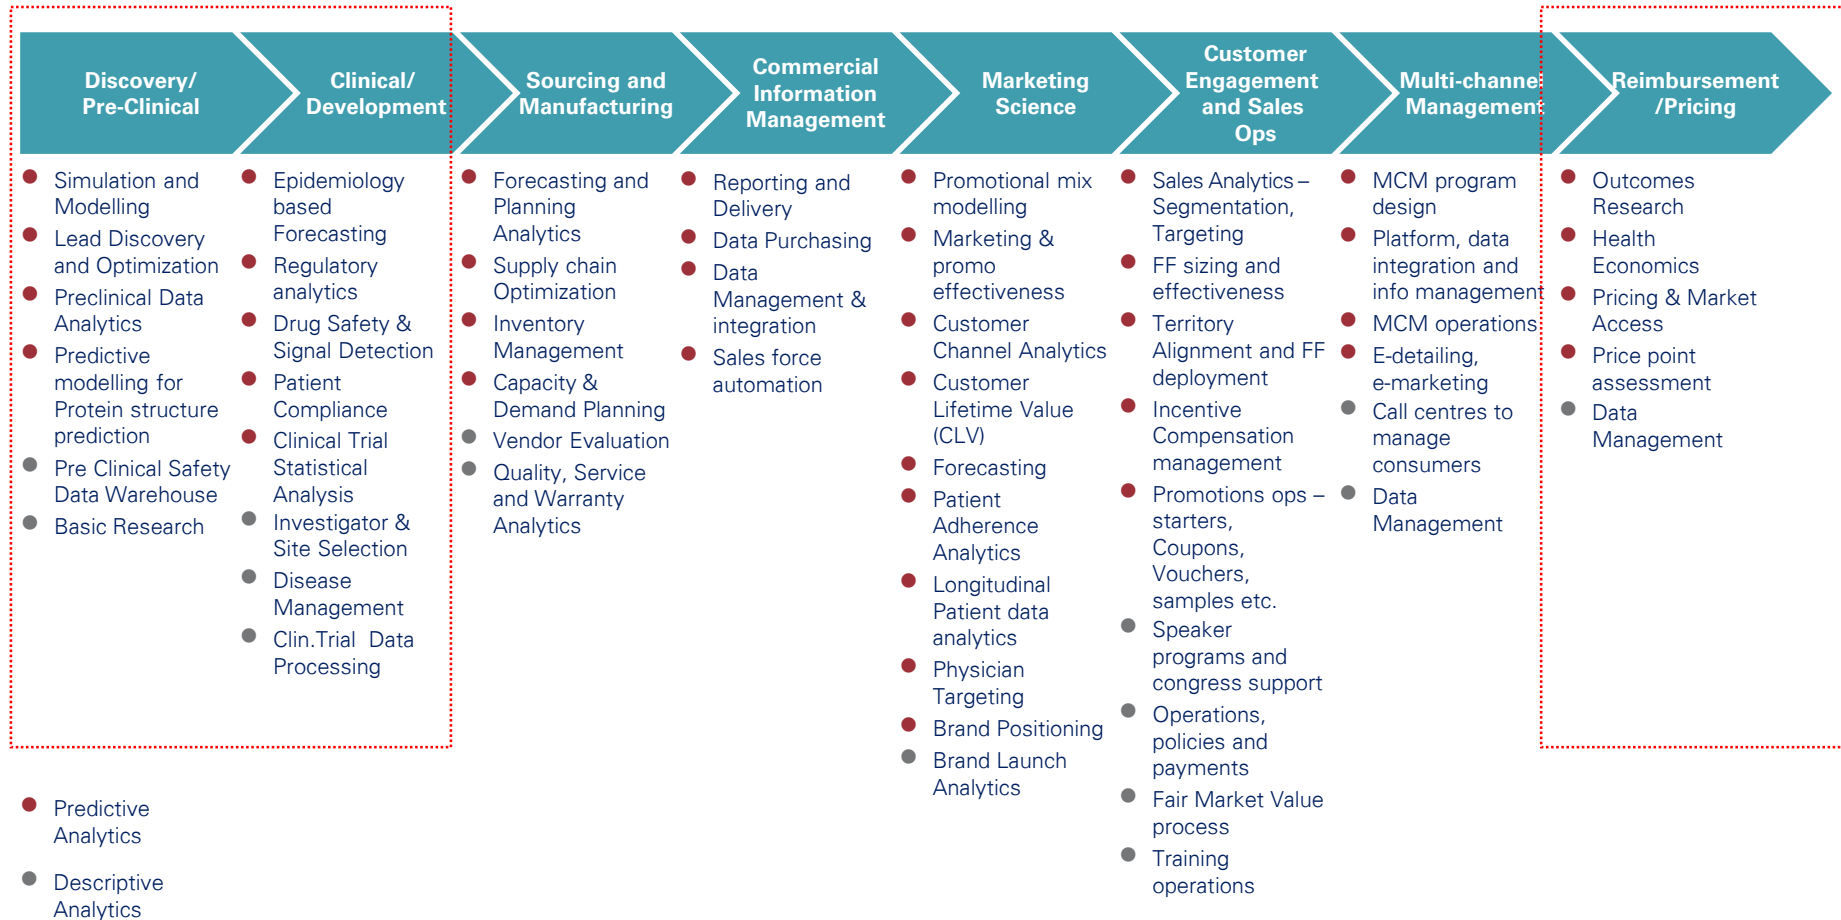 Discovery/
Pre-Clinical
Clinical/
Development
Sourcing and
Manufacturing
Commercial
Information
Management
Marketing
Science
Customer
Engagement
and Sales
Ops
Multi-channel
Management
Reimbursement
/Pricing
Simulation and
Modelling
Lead Discovery
and Optimization
Preclinical Data
Analytics
Predictive
modelling for
Protein structure
prediction
Pre Clinical Safety
Data Warehouse
Basic Research
Epidemiology
based
Forecasting
Regulatory
analytics
Drug Safety &
Signal Detection
Patient
Compliance
Clinical Trial
Statistical
Analysis
Investigator &
Site Selection
Disease
Management
Clin.Trial Data
Processing
Forecasting and
Planning
Analytics
Supply chain
Optimization
Inventory
Management
Capacity &
Demand Planning
Vendor Evaluation
Quality, Service
and Warranty
Analytics
Reporting and
Delivery
Data Purchasing
Data
Management &
integration
Sales force
automation
Promotional mix
modelling
Marketing &
promo
effectiveness
Customer
Channel Analytics
Customer
Lifetime Value
(CLV)
Forecasting
Patient
Adherence
Analytics
Longitudinal
Patient data
analytics
Physician
Targeting
Brand Positioning
Brand Launch
Analytics
Sales Analytics –
Segmentation,
Targeting
FF sizing and
effectiveness
Territory
Alignment and FF
deployment
Incentive
Compensation
management
Promotions ops –
starters,
Coupons,
Vouchers,
samples etc.
Speaker
programs and
congress support
Operations,
policies and
payments
Fair Market Value
process
Training
operations
MCM program
design
Platform, data
integration and
info management
MCM operations
E-detailing,
e-marketing
Call centres to
manage
consumers
Data
Management
Outcomes
Research
Health
Economics
Pricing & Market
Access
Price point
assessment
Data
Management
Predictive
Analytics
Descriptive
Analytics